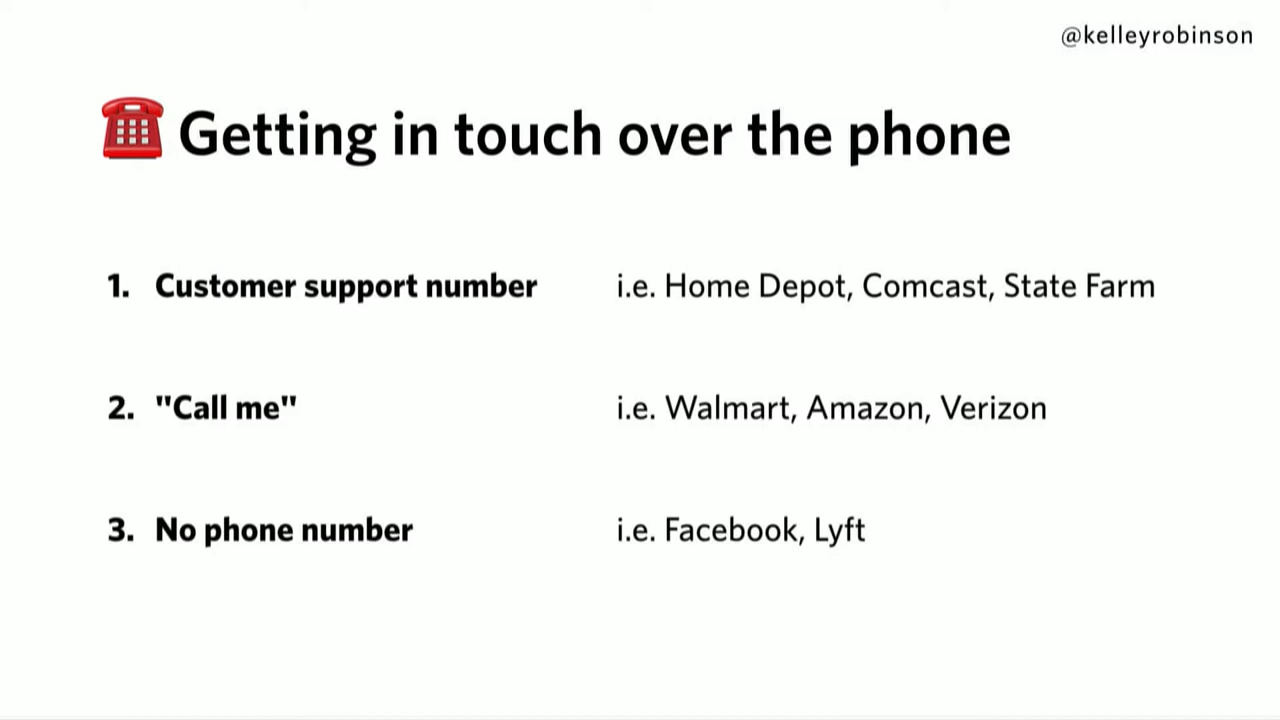 @kelleyrobinson
Getting in touch over the phone
1. Customer support number i.e. Home Depot, Comcast, State Farm
2. "Call me" i.e. Walmart, Amazon, Verizon
3. No phone number i.e. Facebook, Lyft